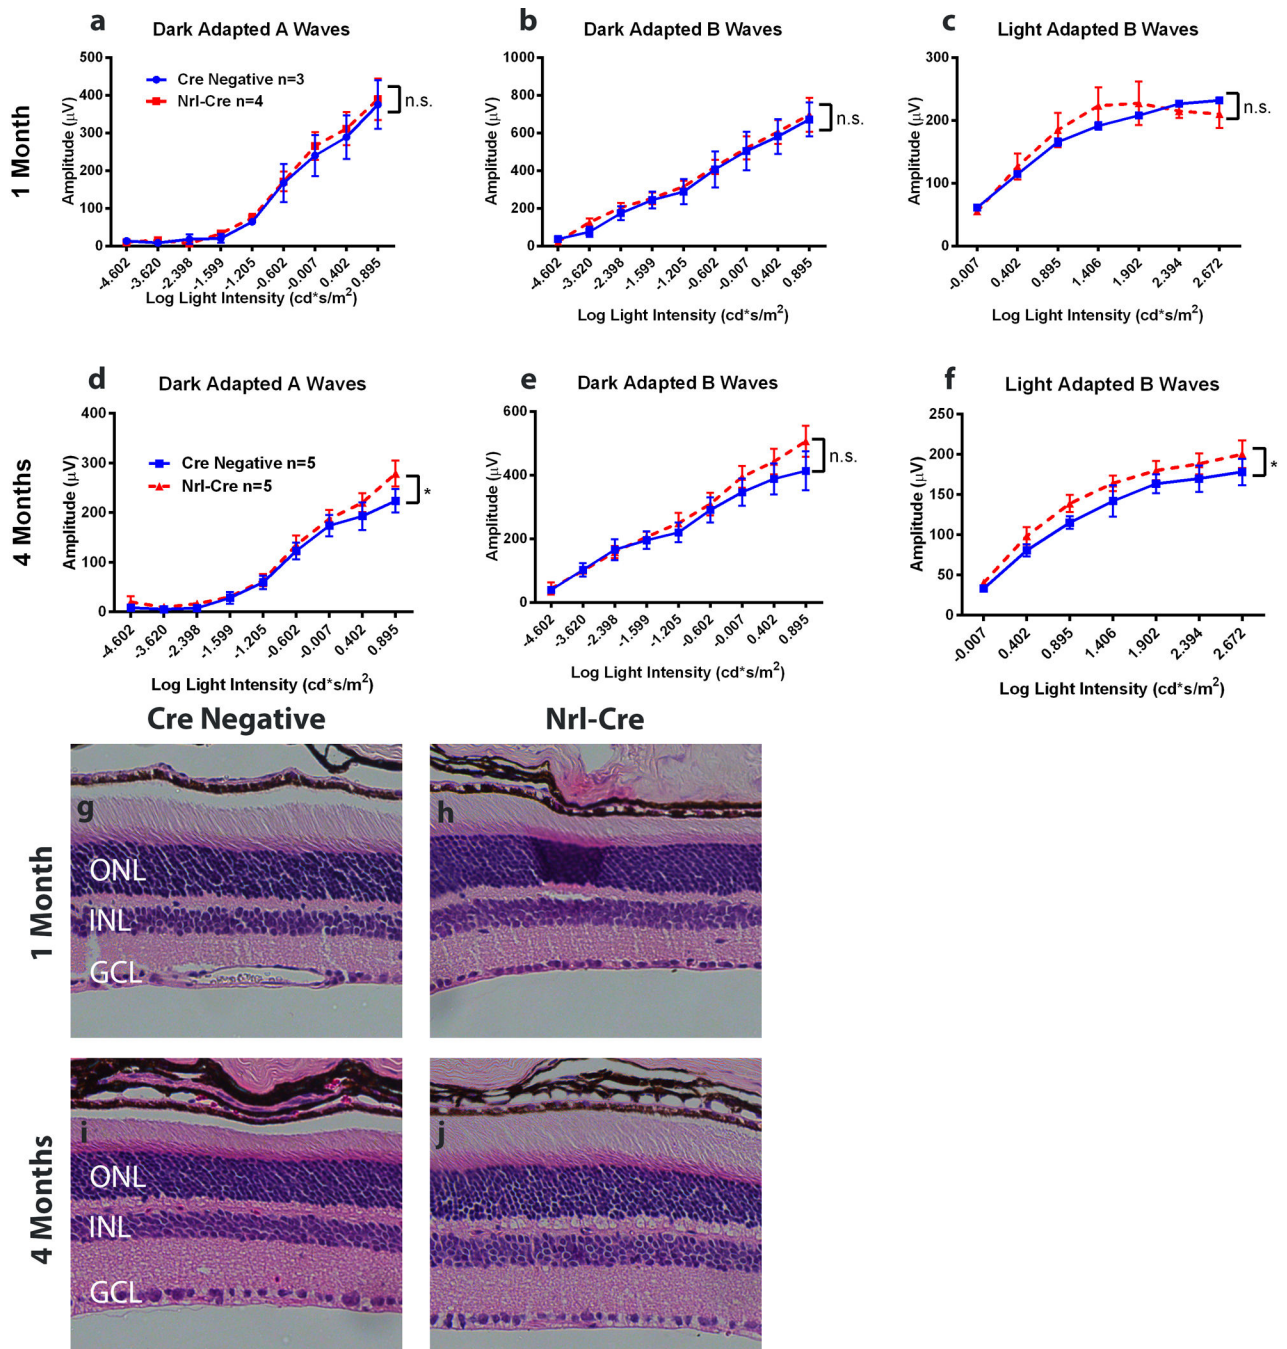 a
Dark Adapted A Waves
500
400
300
200
100
0
Amplitude (µV)
Cre Negative n=3
Nrl-Cre n=4
n.s.
-4.602
-3.620
-2.398
-1.599
-1.205
-0.602
-0.007
0.402
0.895
Log Light Intensity (cd*s/m²)
b
Dark Adapted B Waves
1000
800
600
400
200
0
Amplitude (µV)
n.s.
-4.602
-3.620
-2.398
-1.599
-1.205
-0.602
-0.007
0.402
0.895
Log Light Intensity (cd*s/m²)
c
Light Adapted B Waves
300
200
100
0
Amplitude (µV)
n.s.
-0.007
0.402
0.895
1.406
1.902
2.394
2.672
Log Light Intensity (cd*s/m²)
1 Month
d
Dark Adapted A Waves
400
300
200
100
0
Amplitude (µV)
Cre Negative n=5
Nrl-Cre n=5
*
-4.602
-3.620
-2.398
-1.599
-1.205
-0.602
-0.007
0.402
0.895
Log Light Intensity (cd*s/m²)
e
Dark Adapted B Waves
600
400
200
0
Amplitude (µV)
n.s.
-4.602
-3.620
-2.398
-1.599
-1.205
-0.602
-0.007
0.402
0.895
Log Light Intensity (cd*s/m²)
f
Light Adapted B Waves
250
200
150
100
50
0
Amplitude (µV)
*
-0.007
0.402
0.895
1.406
1.902
2.394
2.672
Log Light Intensity (cd*s/m²)
4 Months
Cre Negative
Nrl-Cre
1 Month
g
ONL
INL
GCL
h
4 Months
i
ONL
INL
GCL
j